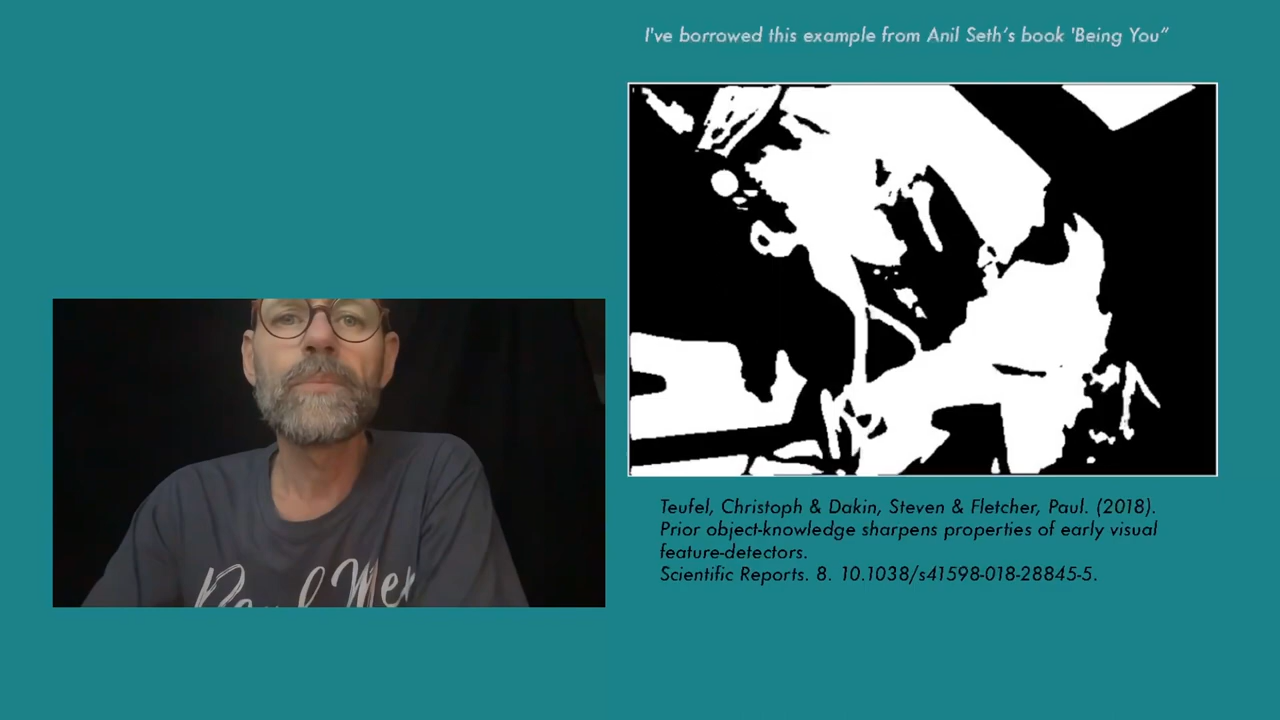 I've borrowed this example from Anil Seth's book 'Being You"
Teufel, Christoph & Dakin, Steven & Fletcher, Paul. (2018).
Prior object-knowledge sharpens properties of early visual
feature-detectors.
Scientific Reports. 8. 10.1038/s41598-018-28845-5.